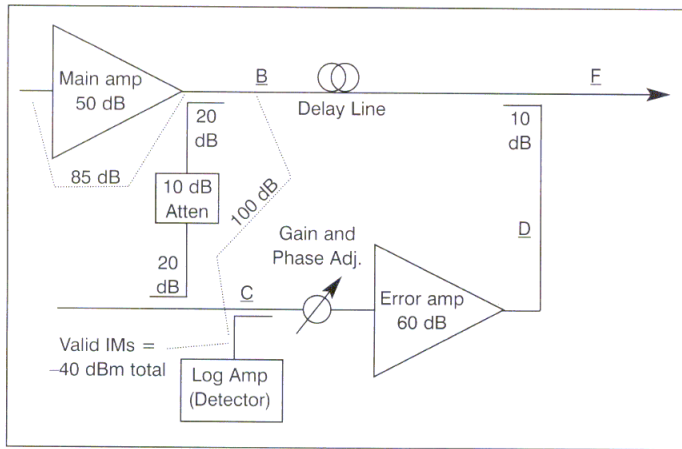 Main amp
50 dB
B
Delay Line
F
20
dB
10
dB
85 dB
10 dB
Atten
100 dB
20
dB
Gain and
Phase Adj.
D
C
Error amp
60 dB
Valid IMs =
–40 dBm total
Log Amp
(Detector)